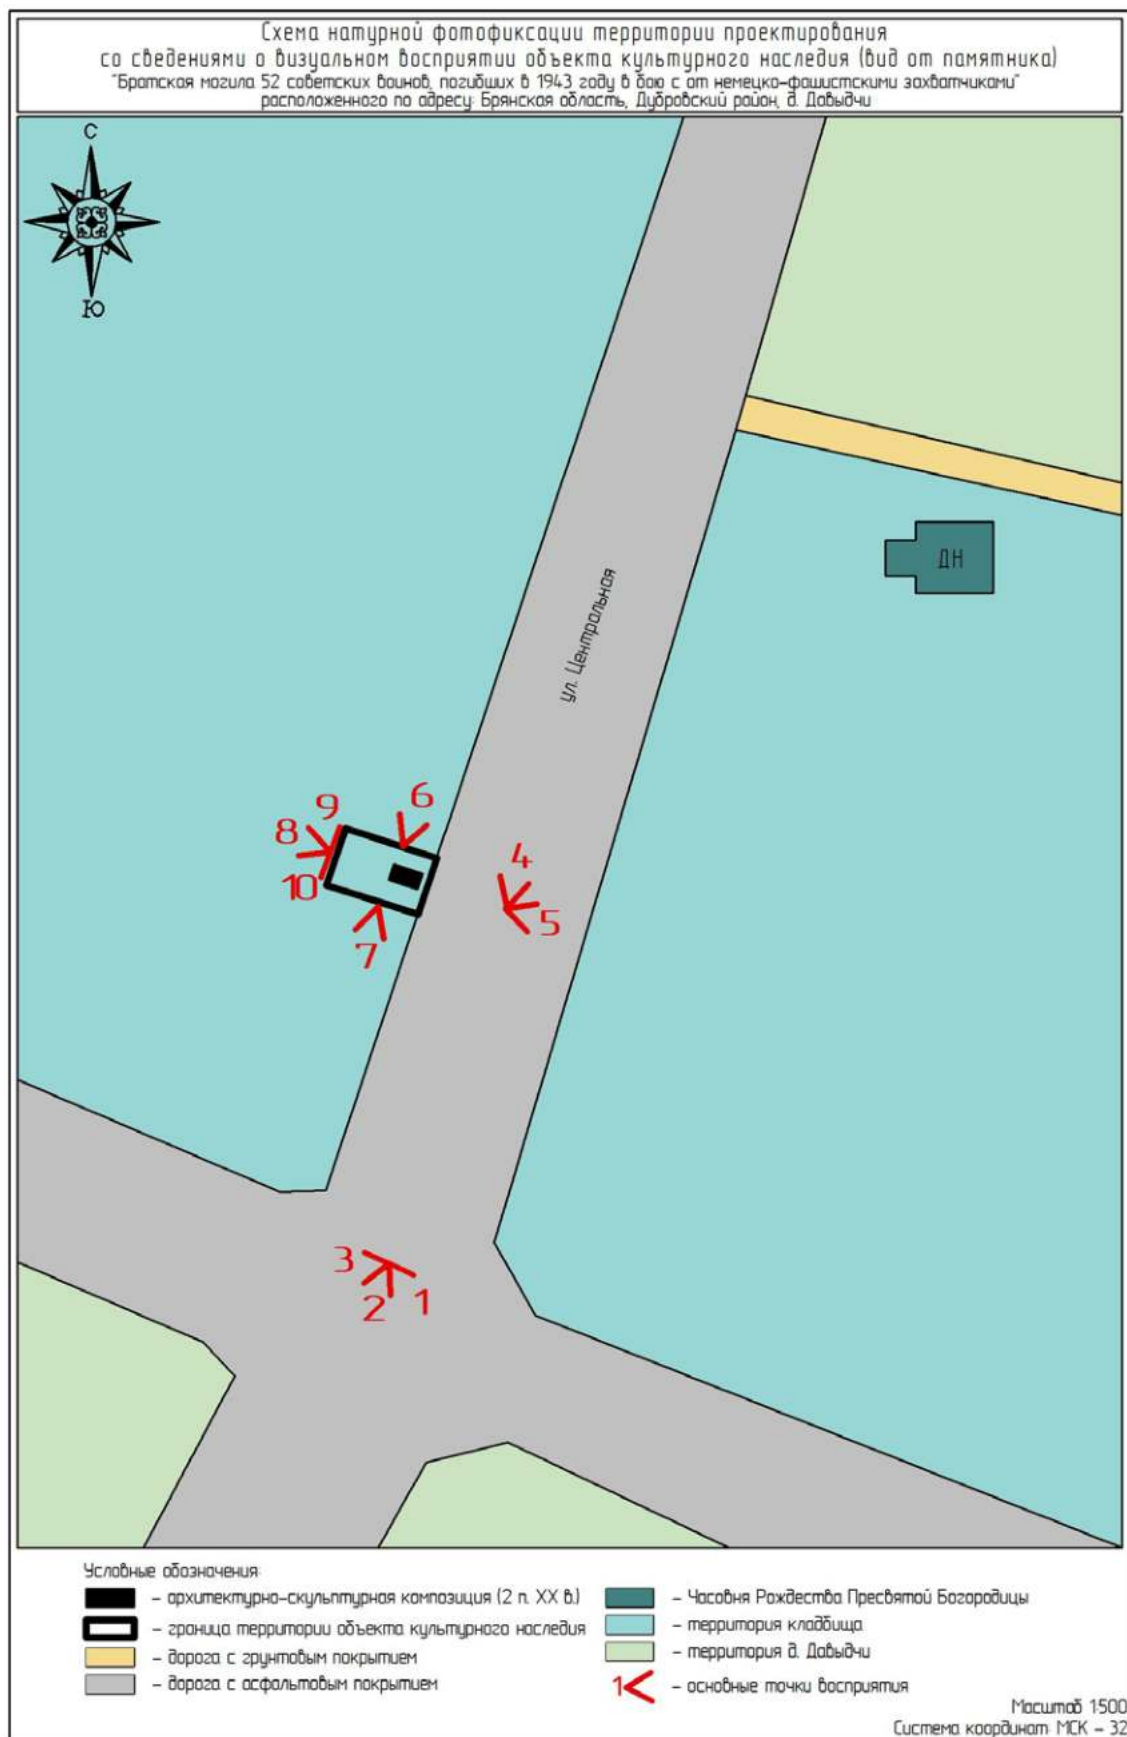 Схема натурной фотофиксации территории проектирования
со сведениями о визуальном восприятии объекта культурного наследия (вид от памятника)
"Братская могила 52 советских воинов, погибших в 1943 году в бою с от немецко-фашистскими захватчиками"
расположенного по адресу: Брянская область, Дубровский район, д. Давыдчи
С
Ю
ДН
ул. Центральная
9
6
8
4
10
5
7
3
1
2
Условные обозначения:
– архитектурно-скульптурная композиция (2 п. XX в.)
– граница территории объекта культурного наследия
– дорога с грунтовым покрытием
– дорога с асфальтовым покрытием
– Часовня Рождества Пресвятой Богородицы
– территория кладбища
– территория д. Давыдчи
1
– основные точки восприятия
Масштаб 1:500
Система координат: МСК – 32